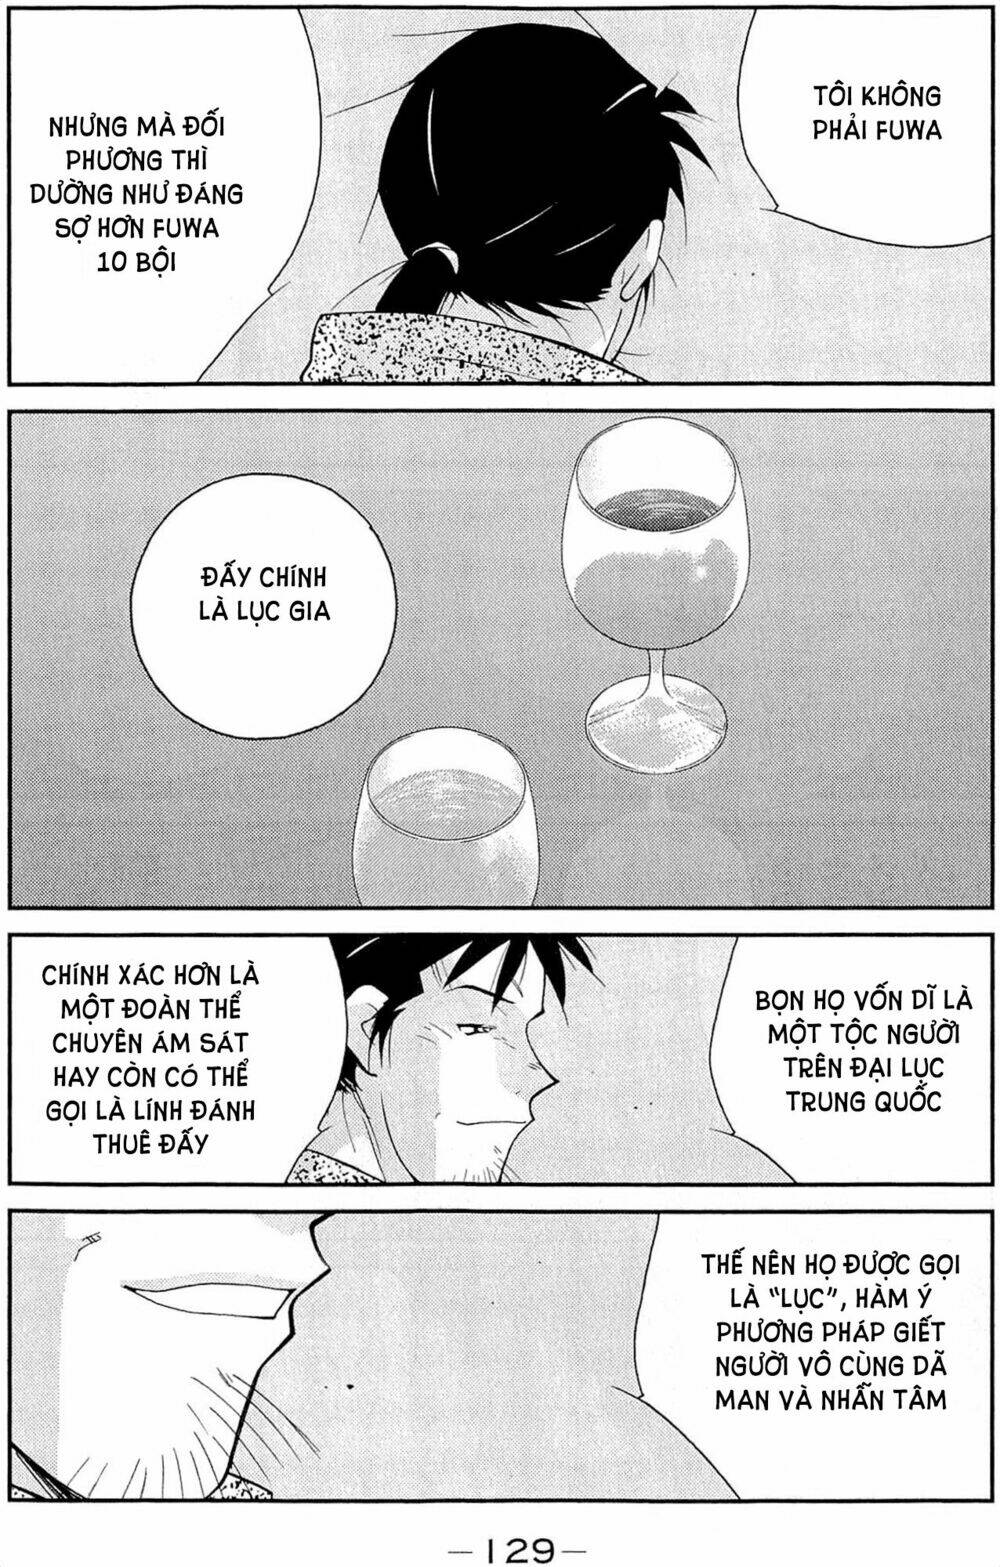 TÔI KHÔNG
PHẢI FUWA
NHƯNG MÀ ĐỐI
PHƯƠNG THÌ
DƯỜNG NHƯ ĐÁNG
SỢ HƠN FUWA
10 BỘI
ĐẤY CHÍNH
LÀ LỤC GIA
BỌN HỌ VỐN DĨ LÀ
MỘT TỘC NGƯỜI
TRÊN ĐẠI LỤC
TRUNG QUỐC
CHÍNH XÁC HƠN LÀ
MỘT ĐOÀN THỂ
CHUYÊN ÁM SÁT
HAY CÒN CÓ THỂ
GỌI LÀ LÍNH ĐÁNH
THUÊ ĐẤY
THẾ NÊN HỌ ĐƯỢC GỌI
LÀ "LỤC", HÀM Ý
PHƯƠNG PHÁP GIẾT
NGƯỜI VÔ CÙNG DÃ
MAN VÀ NHẪN TÂM
—129—